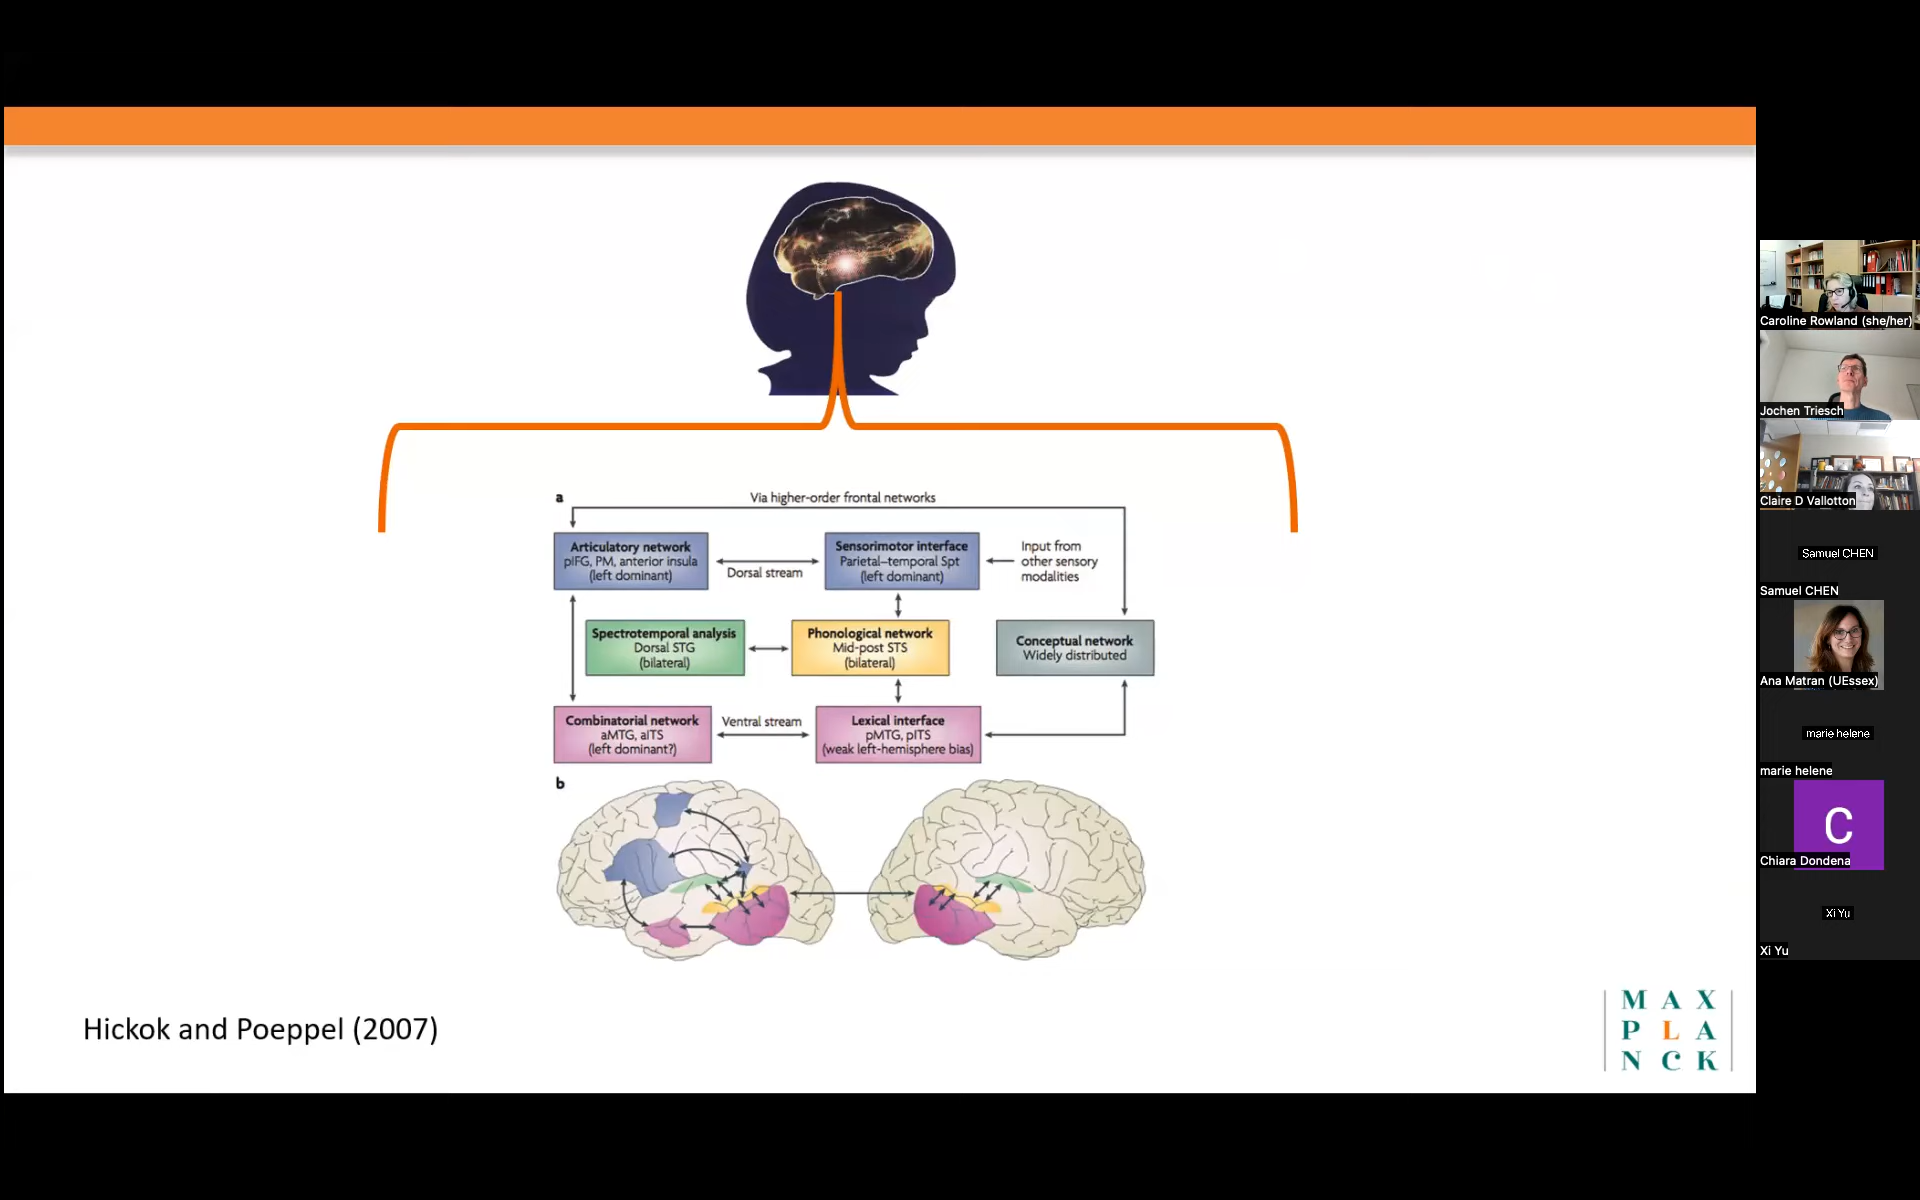 a
Via higher-order frontal networks
Articulatory network
pIFG, PM, anterior insula
(left dominant)
Dorsal stream
Sensorimotor interface
Parietal–temporal Spt
(left dominant)
Input from
other sensory
modalities
Spectrotemporal analysis
Dorsal STG
(bilateral)
Phonological network
Mid-post STS
(bilateral)
Conceptual network
Widely distributed
Combinatorial network
aMTG, aITS
(left dominant?)
Ventral stream
Lexical interface
pMTG, pITS
(weak left-hemisphere bias)
b
Hickok and Poeppel (2007)
MAX
PLA
NCK
Caroline Rowland (she/her)
Jochen Triesch
Claire D Vallotton
Samuel CHEN
Samuel CHEN
Ana Matran (UEssex)
marie helene
marie helene
C
Chiara Dondena
Xi Yu
Xi Yu